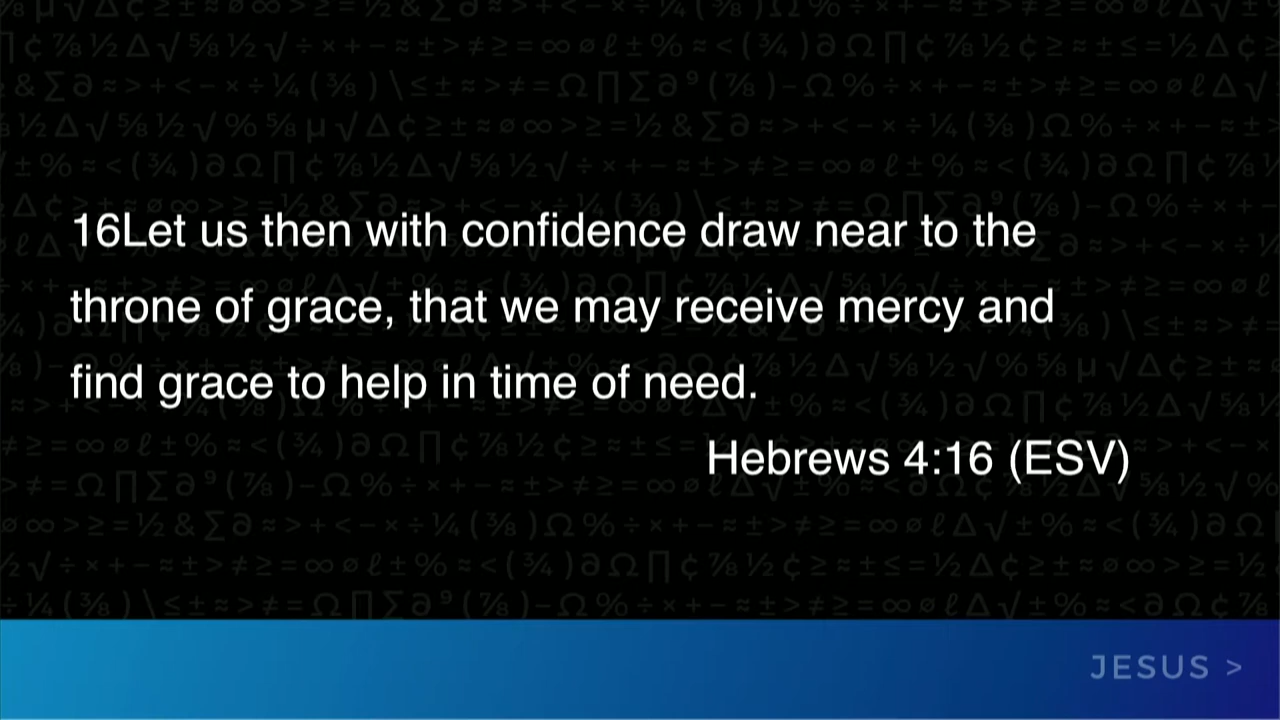 16Let us then with confidence draw near to the
throne of grace, that we may receive mercy and
find grace to help in time of need.
Hebrews 4:16 (ESV)
JESUS >